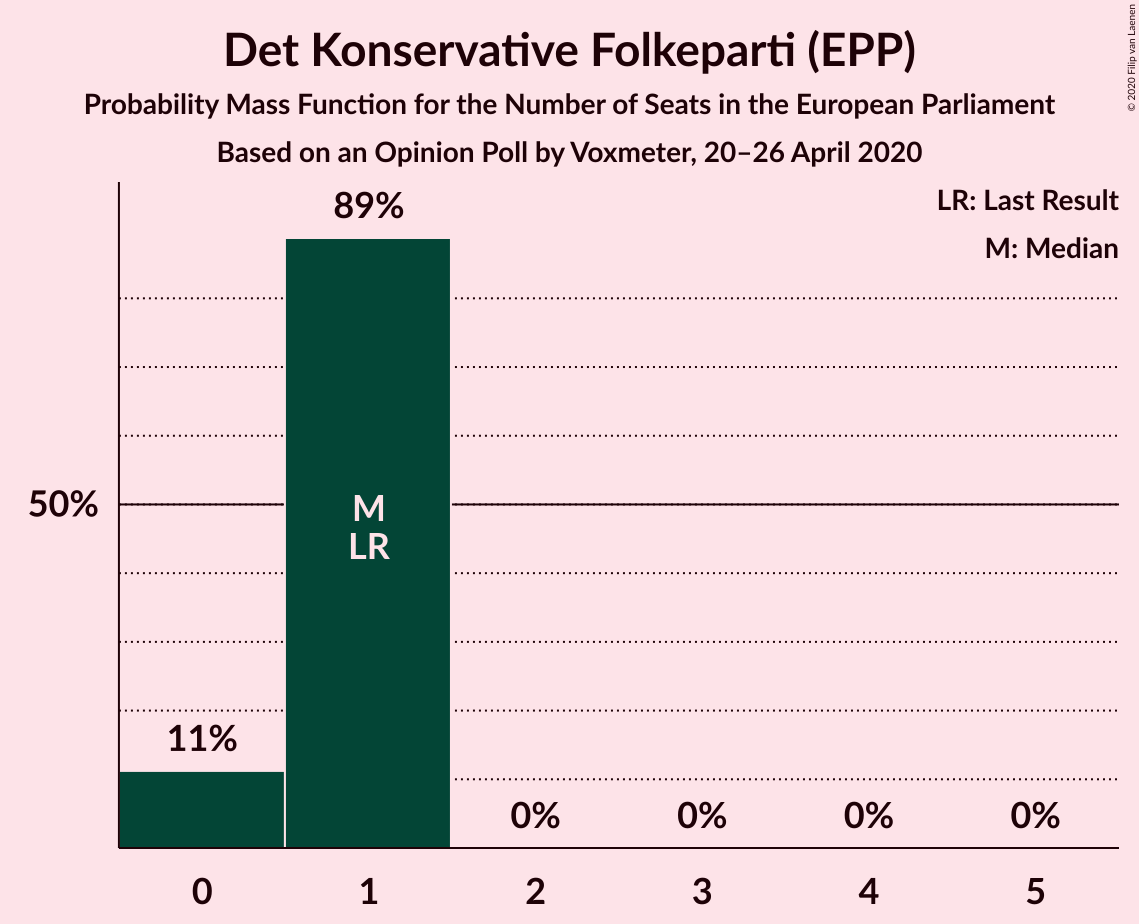 Det Konservative Folkeparti (EPP)
Probability Mass Function for the Number of Seats in the European Parliament
Based on an Opinion Poll by Voxmeter, 20–26 April 2020
© 2020 Filip van Laenen
LR: Last Result
M: Median
89%
50%
M
LR
11%
0%
0%
0%
0%
0
1
2
3
4
5